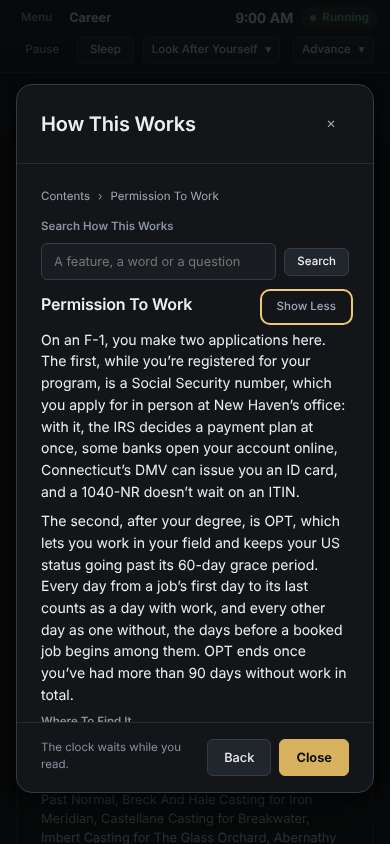 Menu Career 9:00 AM Running
Pause Sleep Look After Yourself ▾ Advance ▾
How This Works ×
Contents › Permission To Work
Search How This Works
A feature, a word or a question Search
Permission To Work Show Less
On an F-1, you make two applications here.
The first, while you’re registered for your
program, is a Social Security number, which
you apply for in person at New Haven’s office:
with it, the IRS decides a payment plan at
once, some banks open your account online,
Connecticut’s DMV can issue you an ID card,
and a 1040-NR doesn’t wait on an ITIN.
The second, after your degree, is OPT, which
lets you work in your field and keeps your US
status going past its 60-day grace period.
Every day from a job’s first day to its last
counts as a day with work, and every other
day as one without, the days before a booked
job begins among them. OPT ends once
you’ve had more than 90 days without work in
total.
Where To Find It
The clock waits while you
read.
Back Close
Past Normal, Breck And Hale Casting for Iron
Meridian, Castellane Casting for Breakwater,
Imbert Casting for The Glass Orchard, Abernathy